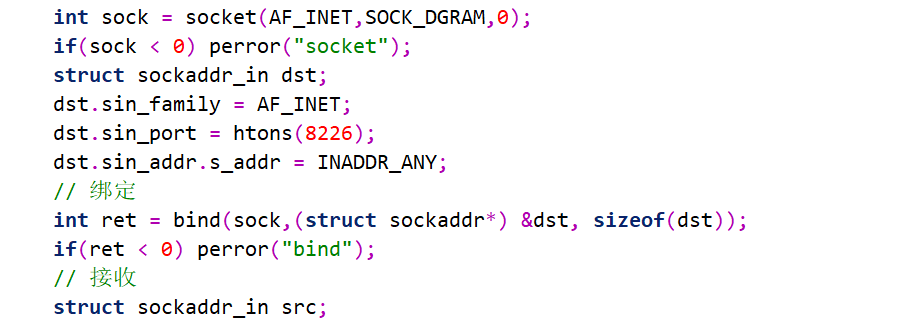 int sock = socket(AF_INET,SOCK_DGRAM,0);
if(sock < 0) perror("socket");
struct sockaddr_in dst;
dst.sin_family = AF_INET;
dst.sin_port = htons(8226);
dst.sin_addr.s_addr = INADDR_ANY;
// 绑定
int ret = bind(sock,(struct sockaddr*) &dst, sizeof(dst));
if(ret < 0) perror("bind");
// 接收
struct sockaddr_in src;